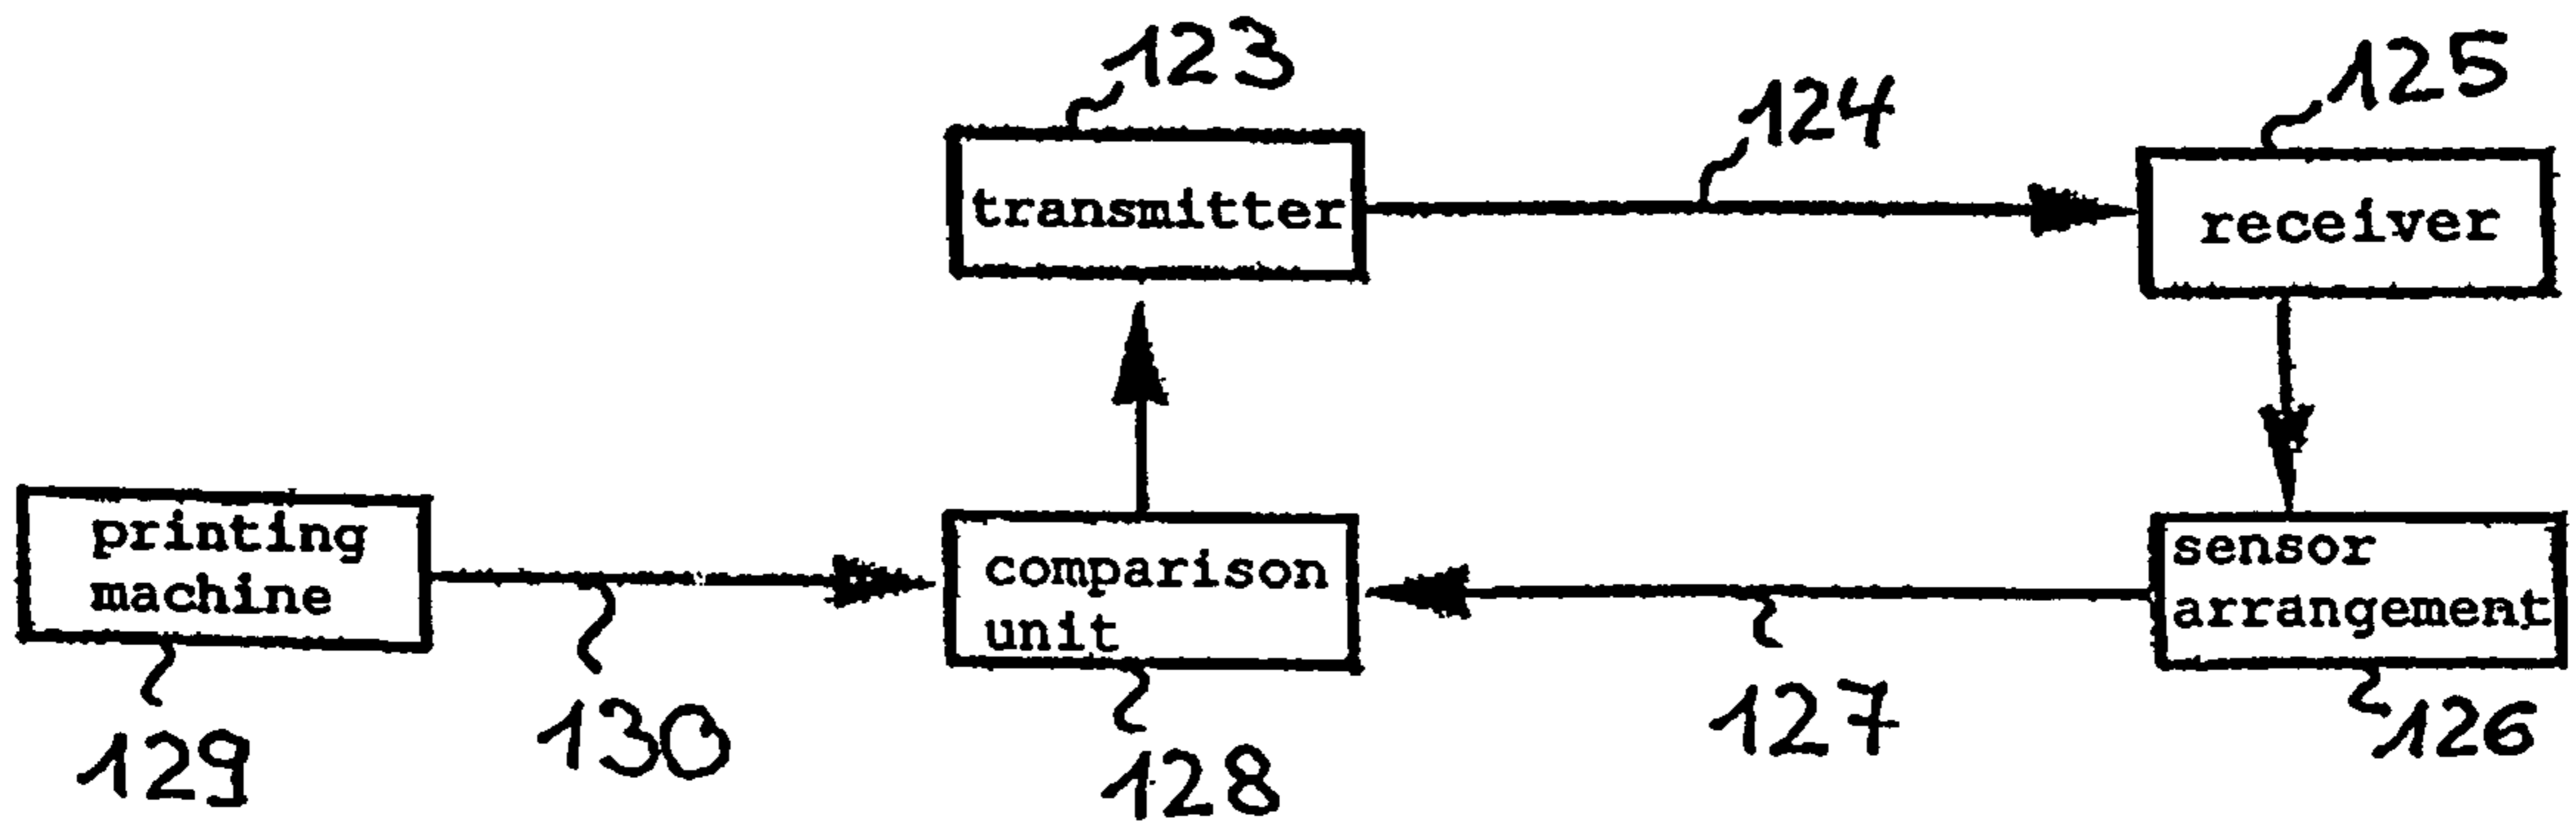 123
124
125
transmitter
receiver
printing
machine
comparison
unit
sensor
arrangement
129
130
128
127
126